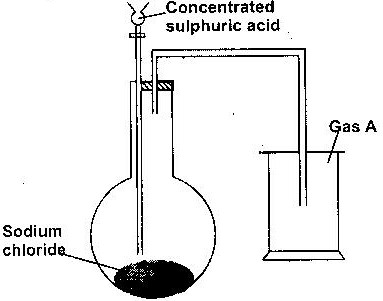 Concentrated
sulphuric acid
Gas A
Sodium
chloride